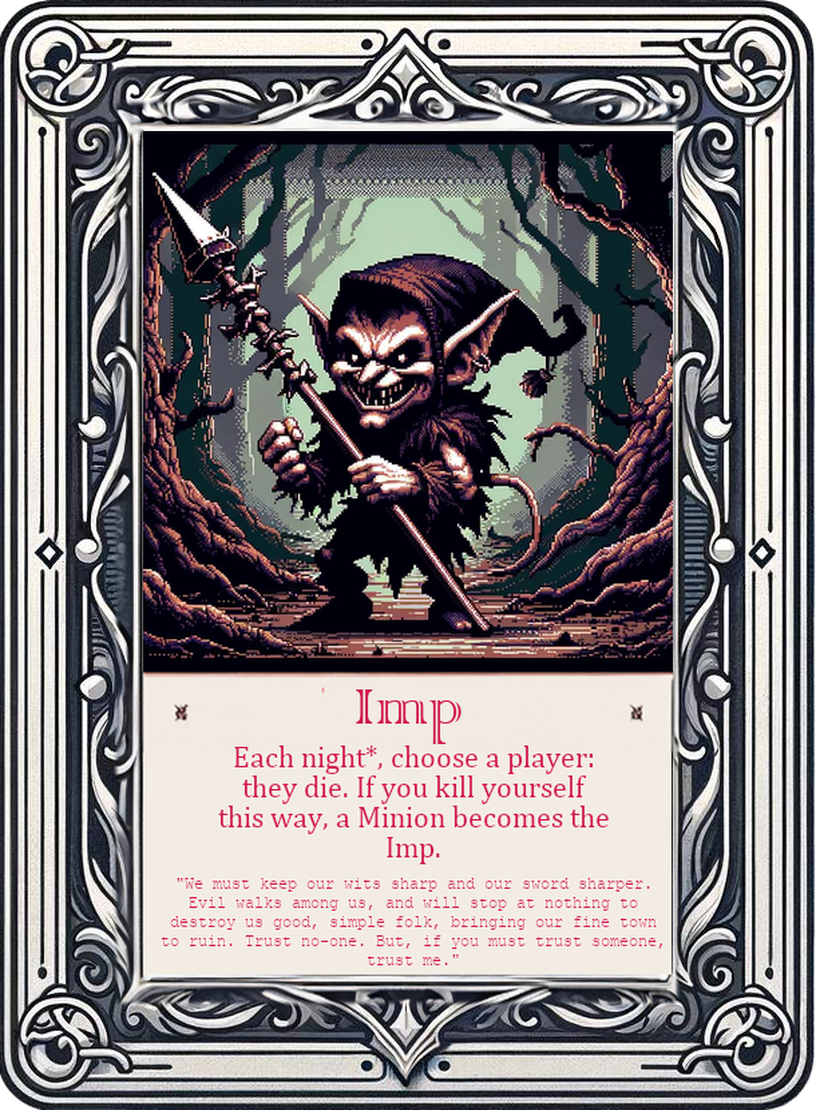 Imp
Each night*, choose a player:
they die. If you kill yourself
this way, a Minion becomes the
Imp.
"We must keep our wits sharp and our sword sharper.
Evil walks among us, and will stop at nothing to
destroy us good, simple folk, bringing our fine town
to ruin. Trust no-one. But, if you must trust someone,
trust me."